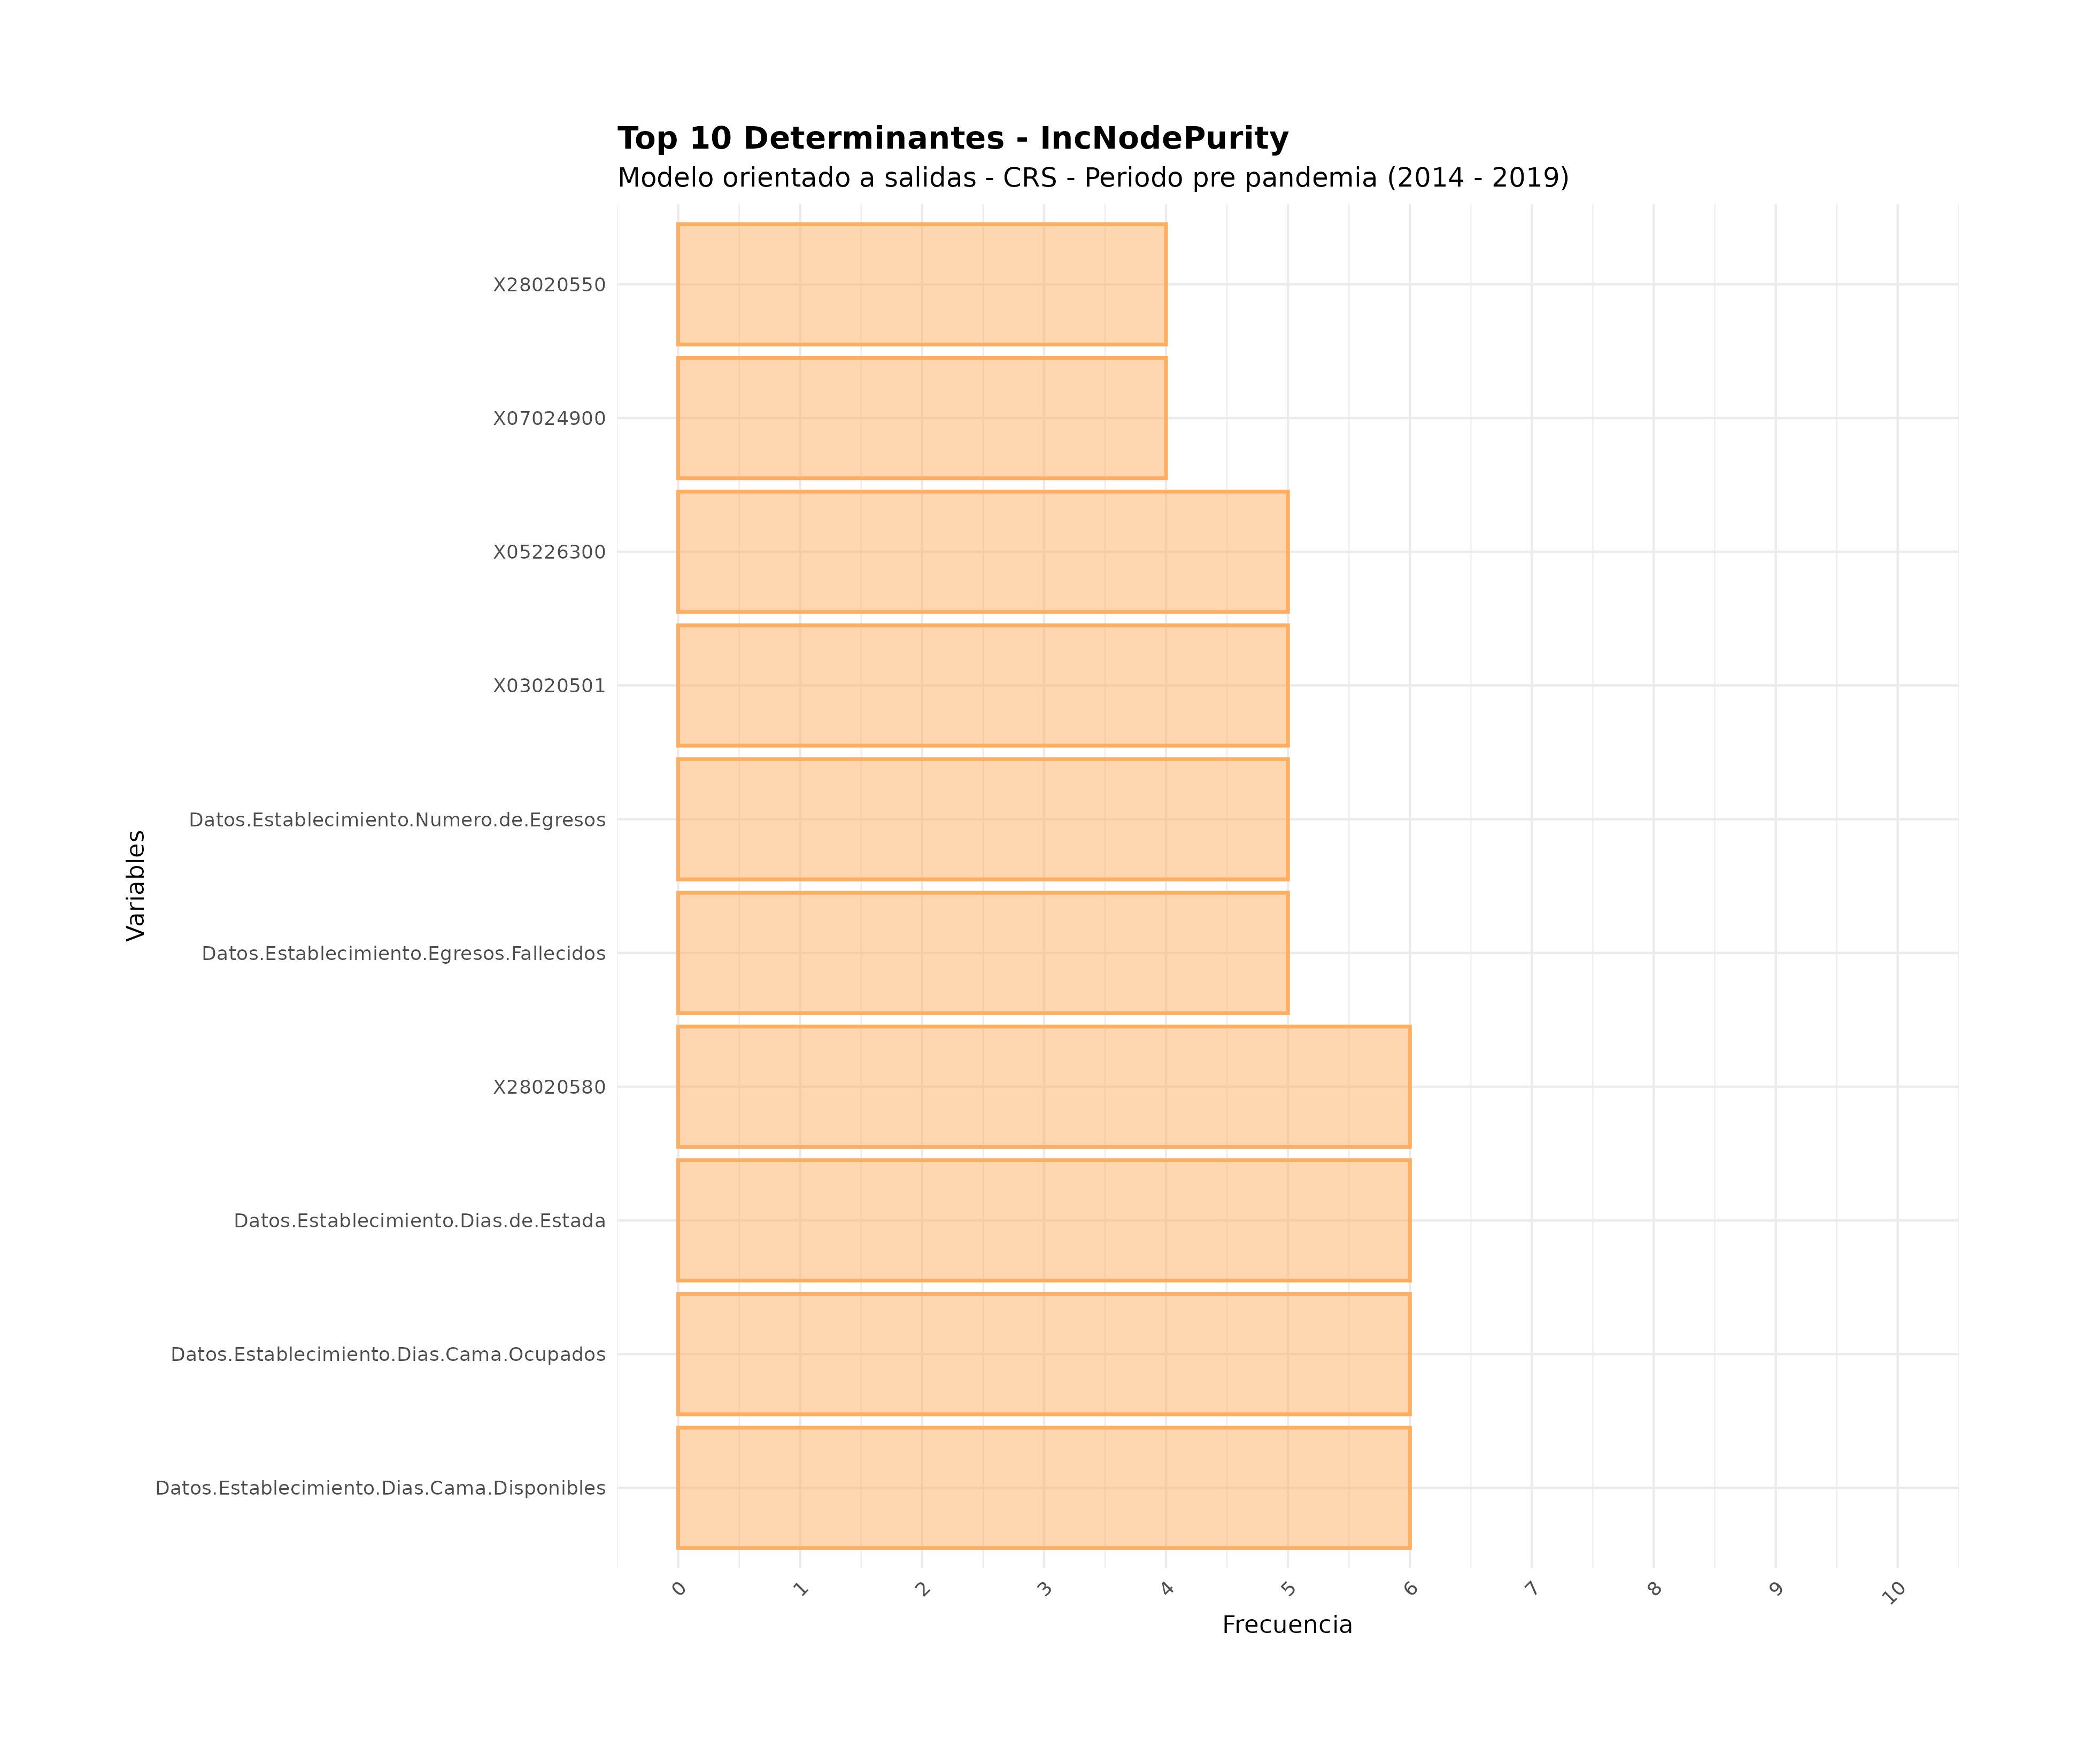 Top 10 Determinantes - IncNodePurity
Modelo orientado a salidas - CRS - Periodo pre pandemia (2014 - 2019)
Variables
X28020550
X07024900
X05226300
X03020501
Datos.Establecimiento.Numero.de.Egresos
Datos.Establecimiento.Egresos.Fallecidos
X28020580
Datos.Establecimiento.Dias.de.Estada
Datos.Establecimiento.Dias.Cama.Ocupados
Datos.Establecimiento.Dias.Cama.Disponibles
0 1 2 3 4 5 6 7 8 9 10
Frecuencia